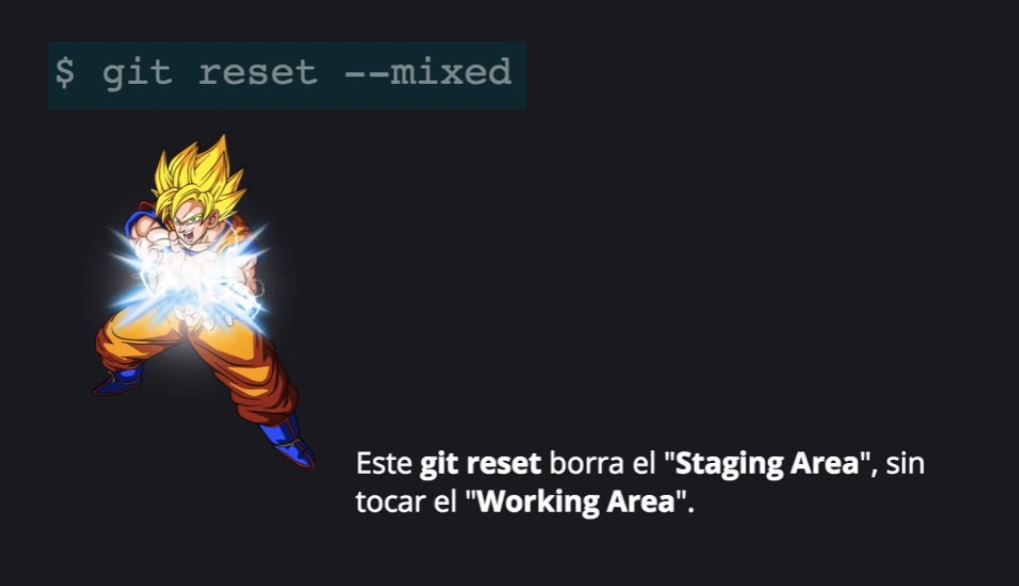 $ git reset --mixed
Este git reset borra el "Staging Area", sin
tocar el "Working Area".